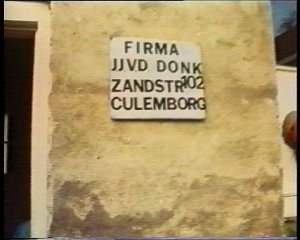 FIRMA
JJVD DONK
ZANDSTR 102
CULEMBORG